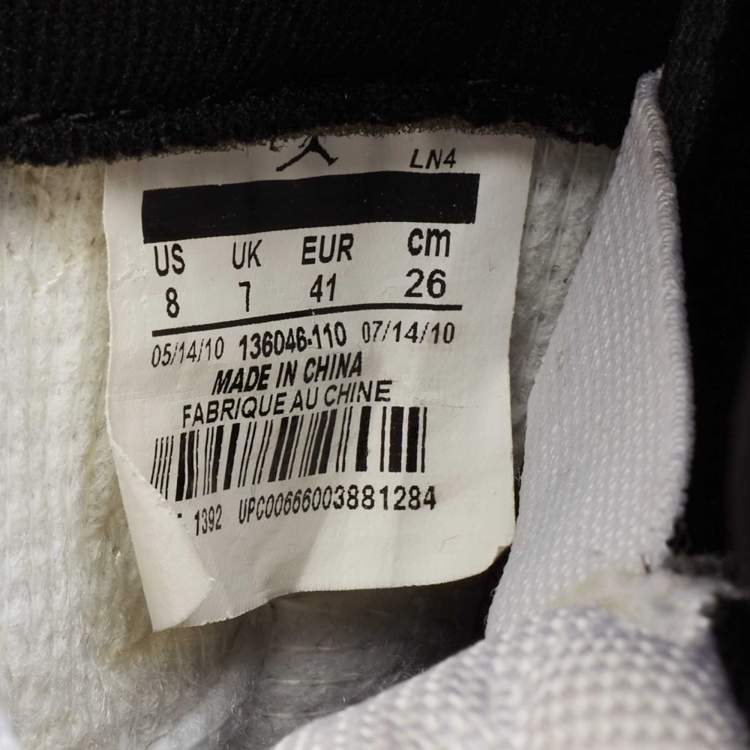 LN4
US UK EUR cm
8 7 41 26
05/14/10 136046-110 07/14/10
MADE IN CHINA
FABRIQUE AU CHINE
1392 UPC00666003881284